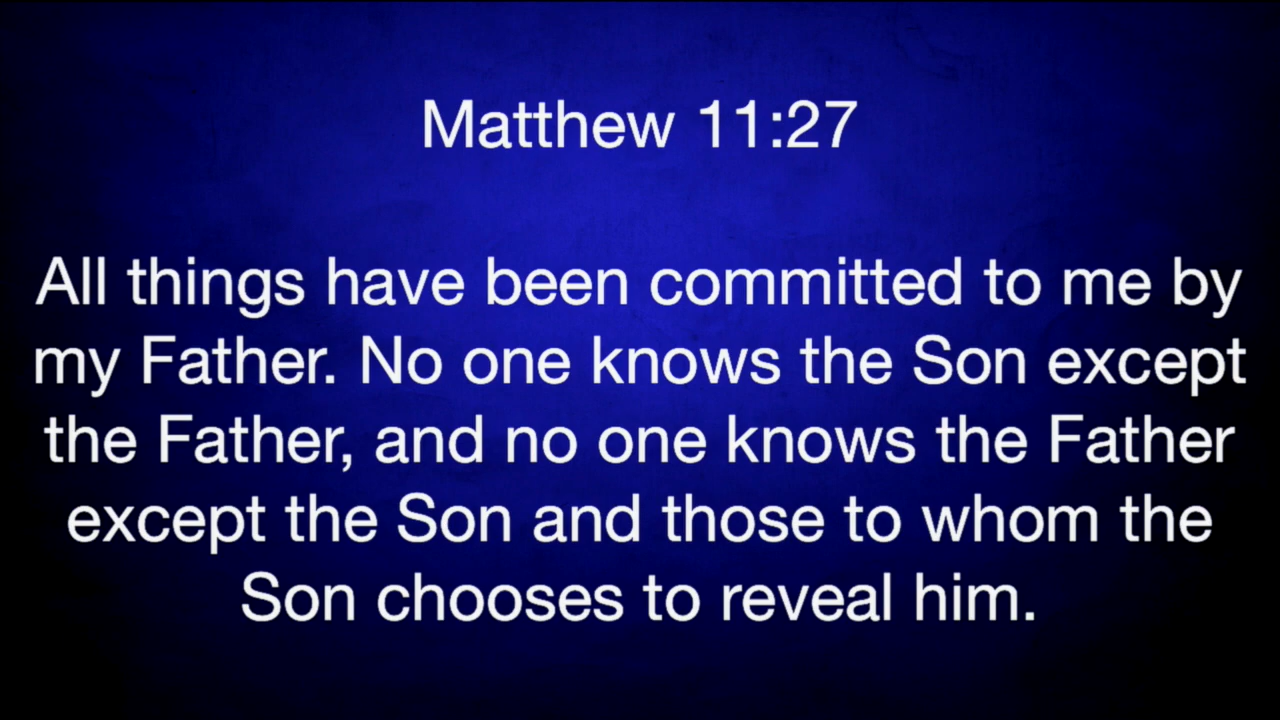 Matthew 11:27
All things have been committed to me by
my Father. No one knows the Son except
the Father, and no one knows the Father
except the Son and those to whom the
Son chooses to reveal him.